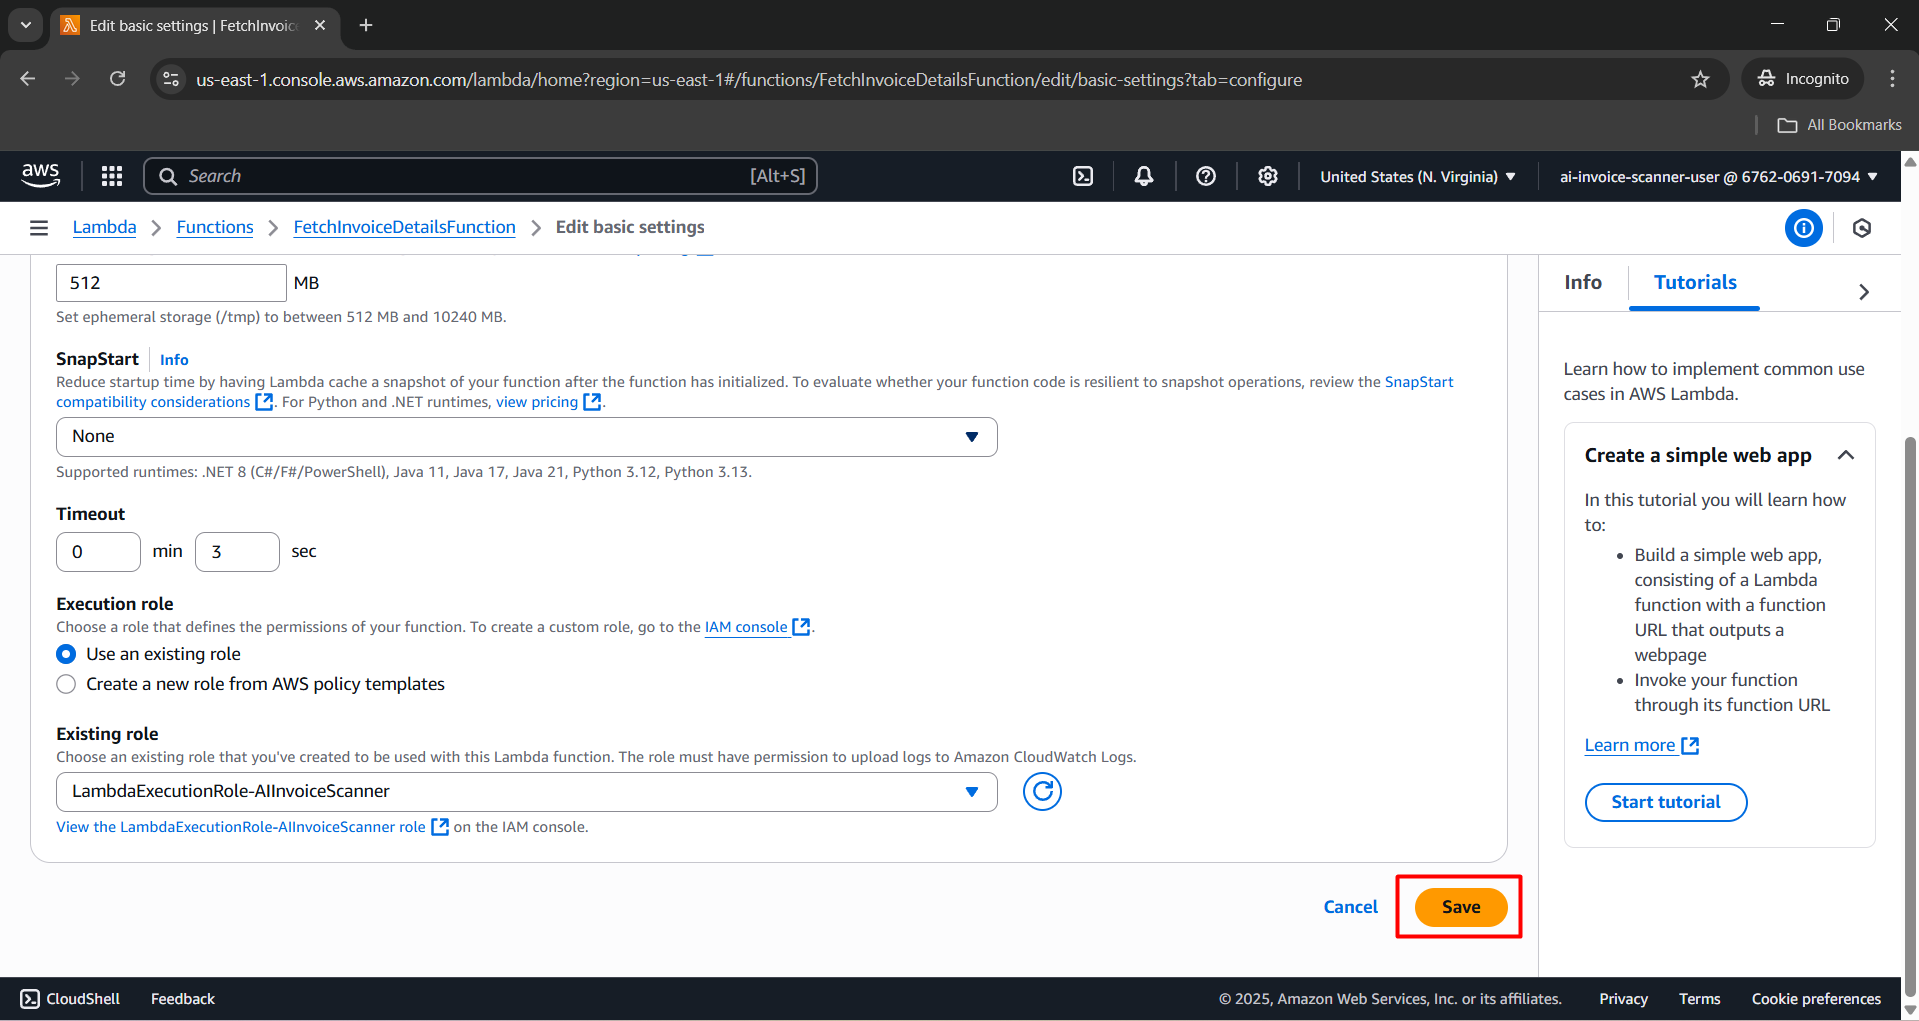 Edit basic settings | FetchInvoic
us-east-1.console.aws.amazon.com/lambda/home?region=us-east-1#/functions/FetchInvoiceDetailsFunction/edit/basic-settings?tab=configure
Incognito
All Bookmarks
aws
Search
[Alt+S]
United States (N. Virginia)
ai-invoice-scanner-user @ 6762-0691-7094
Lambda
Functions
FetchInvoiceDetailsFunction
Edit basic settings
512 MB
Set ephemeral storage (/tmp) to between 512 MB and 10240 MB.
SnapStart
Info
Reduce startup time by having Lambda cache a snapshot of your function after the function has initialized. To evaluate whether your function code is resilient to snapshot operations, review the SnapStart
compatibility considerations . For Python and .NET runtimes, view pricing .
None
Supported runtimes: .NET 8 (C#/F#/PowerShell), Java 11, Java 17, Java 21, Python 3.12, Python 3.13.
Timeout
0 min 3 sec
Execution role
Choose a role that defines the permissions of your function. To create a custom role, go to the IAM console .
Use an existing role
Create a new role from AWS policy templates
Existing role
Choose an existing role that you've created to be used with this Lambda function. The role must have permission to upload logs to Amazon CloudWatch Logs.
LambdaExecutionRole-AIInvoiceScanner
View the LambdaExecutionRole-AIInvoiceScanner role on the IAM console.
Cancel
Save
Info
Tutorials
Learn how to implement common use
cases in AWS Lambda.
Create a simple web app
In this tutorial you will learn how
to:
• Build a simple web app,
consisting of a Lambda
function with a function
URL that outputs a
webpage
• Invoke your function
through its function URL
Learn more
Start tutorial
CloudShell
Feedback
© 2025, Amazon Web Services, Inc. or its affiliates.
Privacy
Terms
Cookie preferences